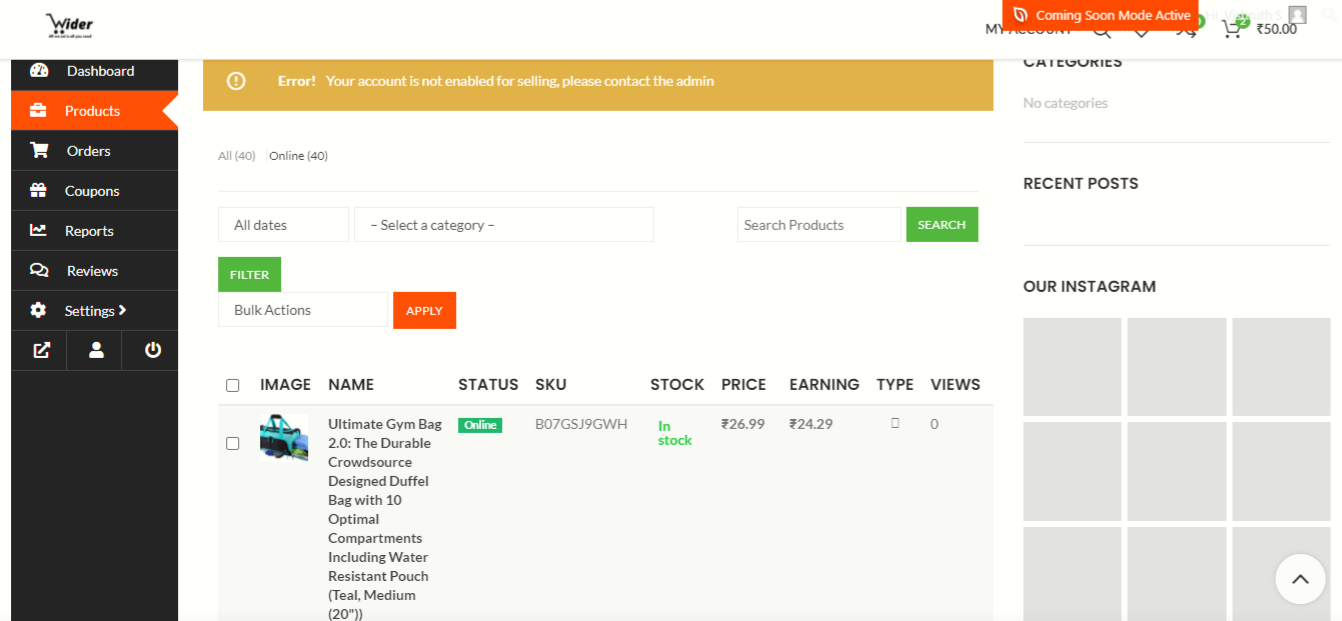 Wider
Coming Soon Mode Active
MY ACCOUNT
2
₹50.00
Dashboard
Products
Orders
Coupons
Reports
Reviews
Settings
Error! Your account is not enabled for selling, please contact the admin
All (40) Online (40)
All dates
– Select a category –
Search Products
SEARCH
FILTER
Bulk Actions
APPLY
IMAGE NAME STATUS SKU STOCK PRICE EARNING TYPE VIEWS
Ultimate Gym Bag
2.0: The Durable
Crowdsource
Designed Duffel
Bag with 10
Optimal
Compartments
Including Water
Resistant Pouch
(Teal, Medium
(20"))
Online
B07GSJ9GWH
In
stock
₹26.99
₹24.29
0
CATEGORIES
No categories
RECENT POSTS
OUR INSTAGRAM